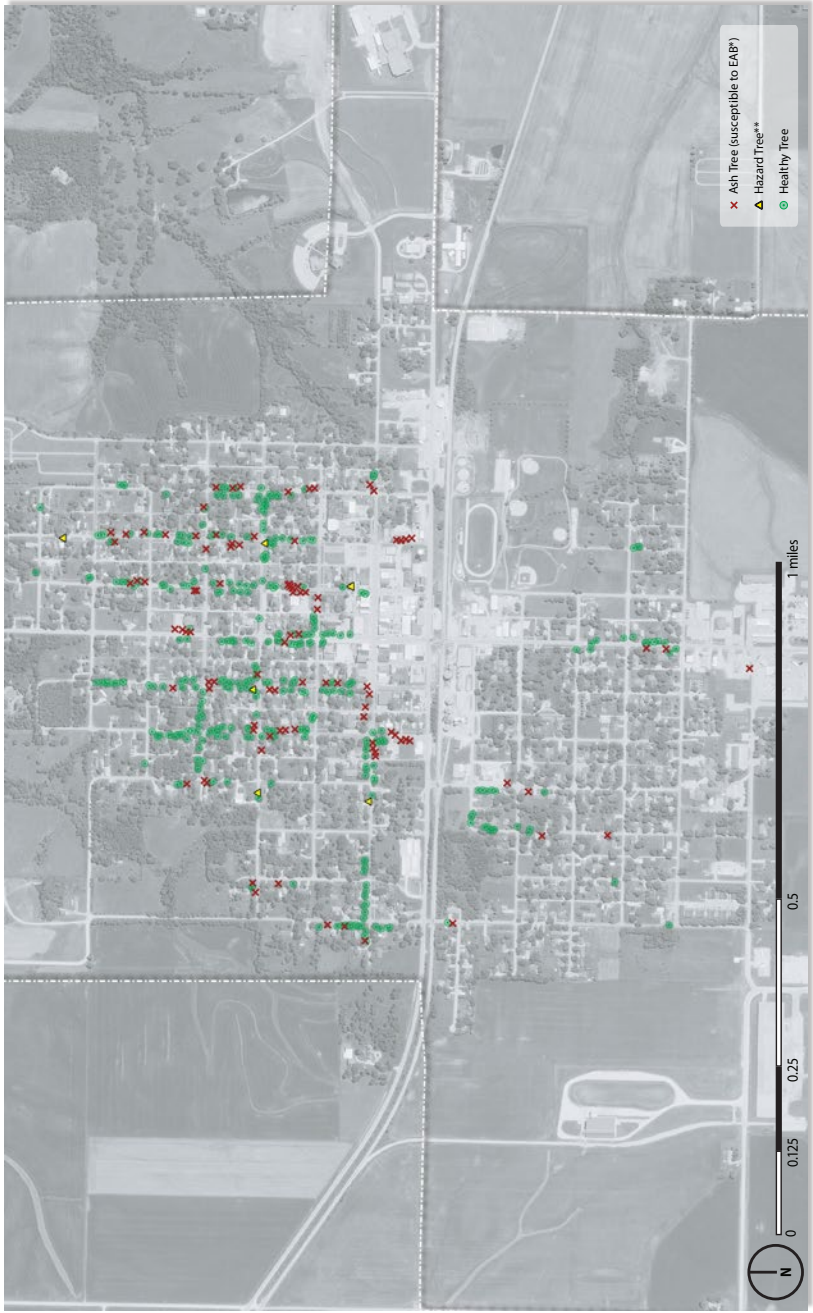 Ash Tree (susceptible to EAB*)
Hazard Tree**
Healthy Tree
N
0 0.125 0.25 0.5 1 miles